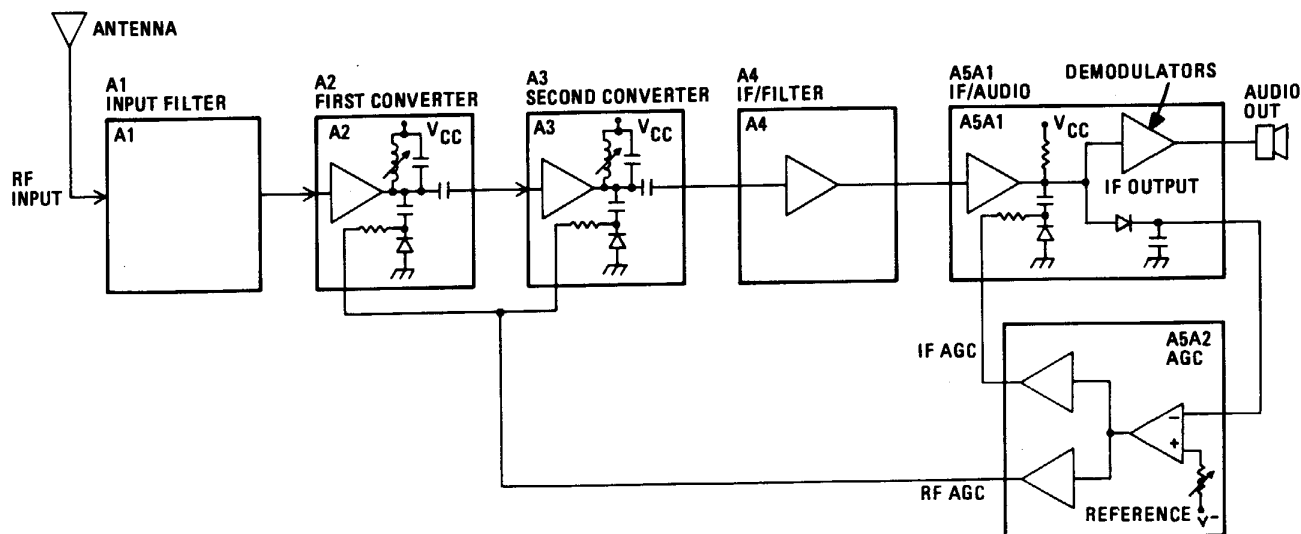 ANTENNA
A1
INPUT FILTER
A1
RF
INPUT
A2
FIRST CONVERTER
A2
VCC
A3
SECOND CONVERTER
A3
VCC
A4
IF/FILTER
A4
A5A1
IF/AUDIO
A5A1
VCC
DEMODULATORS
IF OUTPUT
AUDIO
OUT
IF AGC
A5A2
AGC
−
+
RF AGC
REFERENCE
V−